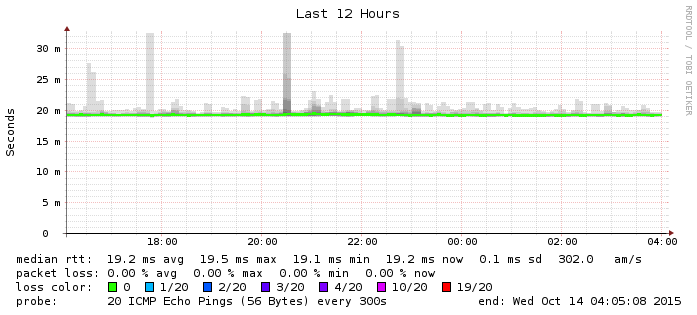 Last 12 Hours
RRDTOOL / TOBI OETIKER
Seconds
30 m
25 m
20 m
15 m
10 m
5 m
0
18:00 20:00 22:00 00:00 02:00 04:00
median rtt: 19.2 ms avg 19.5 ms max 19.1 ms min 19.2 ms now 0.1 ms sd 302.0 am/s
packet loss: 0.00 % avg 0.00 % max 0.00 % min 0.00 % now
loss color: 0 1/20 2/20 3/20 4/20 10/20 19/20
probe: 20 ICMP Echo Pings (56 Bytes) every 300s end: Wed Oct 14 04:05:08 2015